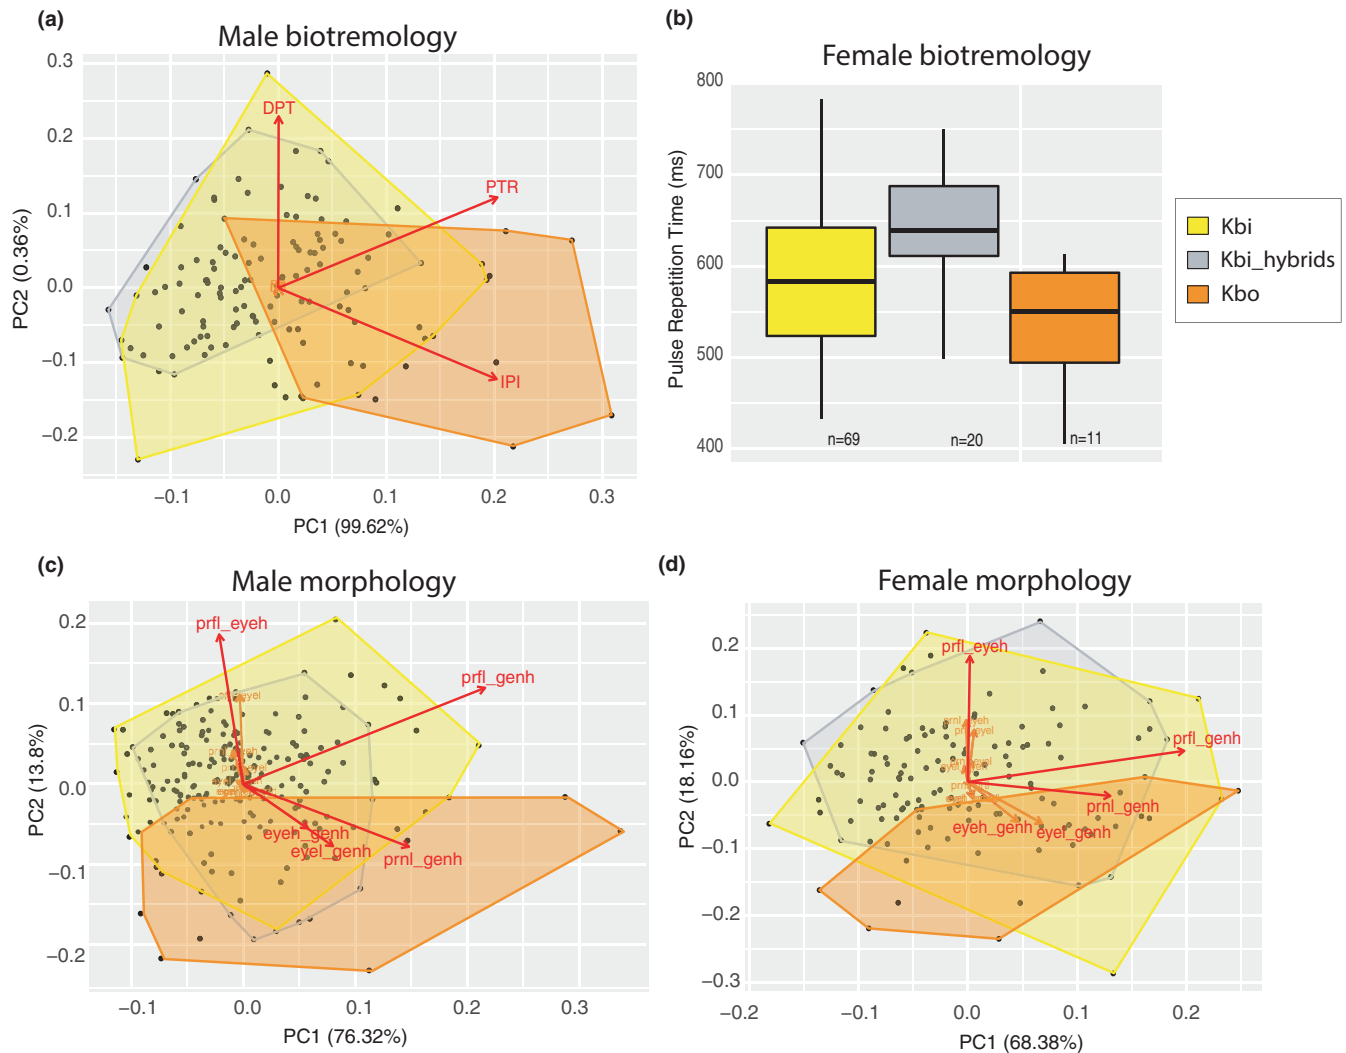 (a)
Male biotremology
0.3
0.2
0.1
0.0
−0.1
−0.2
PC2 (0.36%)
DPT
PTR
IPI
−0.1
0.0
0.1
0.2
0.3
PC1 (99.62%)
(b)
Female biotremology
800
700
600
500
400
Pulse Repetition Time (ms)
n=69
n=20
n=11
Kbi
Kbi_hybrids
Kbo
(c)
Male morphology
0.2
0.1
0.0
−0.1
−0.2
PC2 (13.8%)
prfl_eyeh
prfl_genh
eyeh_genh
eyel_genh
prnl_genh
−0.1
0.0
0.1
0.2
0.3
PC1 (76.32%)
(d)
Female morphology
0.2
0.1
0.0
−0.1
−0.2
−0.3
PC2 (18.16%)
prfl_eyeh
prnl_eyeh
prfl_eyel
prfl_genh
prnl_genh
eyeh_genh
eyel_genh
−0.2
−0.1
0.0
0.1
0.2
PC1 (68.38%)